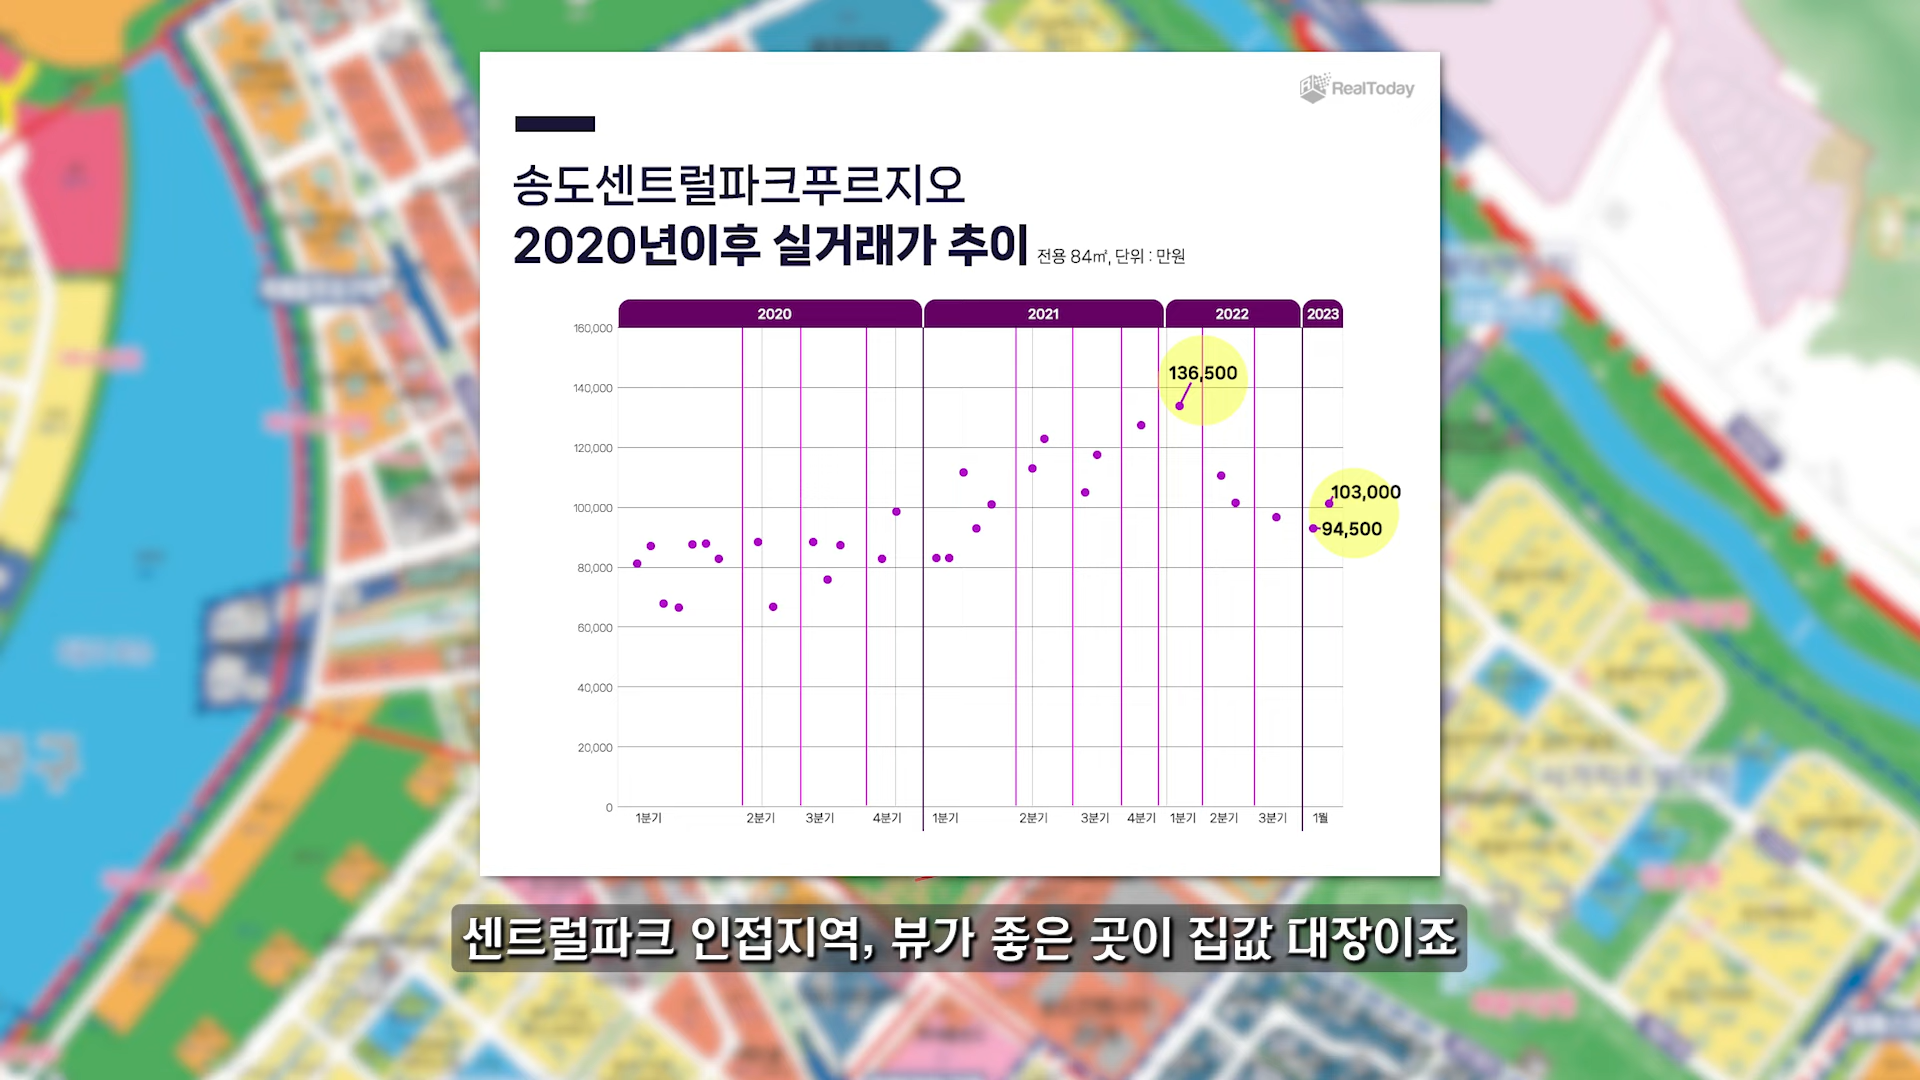 RealToday
송도센트럴파크푸르지오
2020년이후 실거래가 추이 전용 84㎡, 단위 : 만원
2020 2021 2022 2023
160,000
140,000
120,000
100,000
80,000
60,000
40,000
20,000
0
136,500
103,000
94,500
1분기 2분기 3분기 4분기 1분기 2분기 3분기 4분기 1분기 2분기 3분기 1월
센트럴파크 인접지역, 뷰가 좋은 곳이 집값 대장이죠